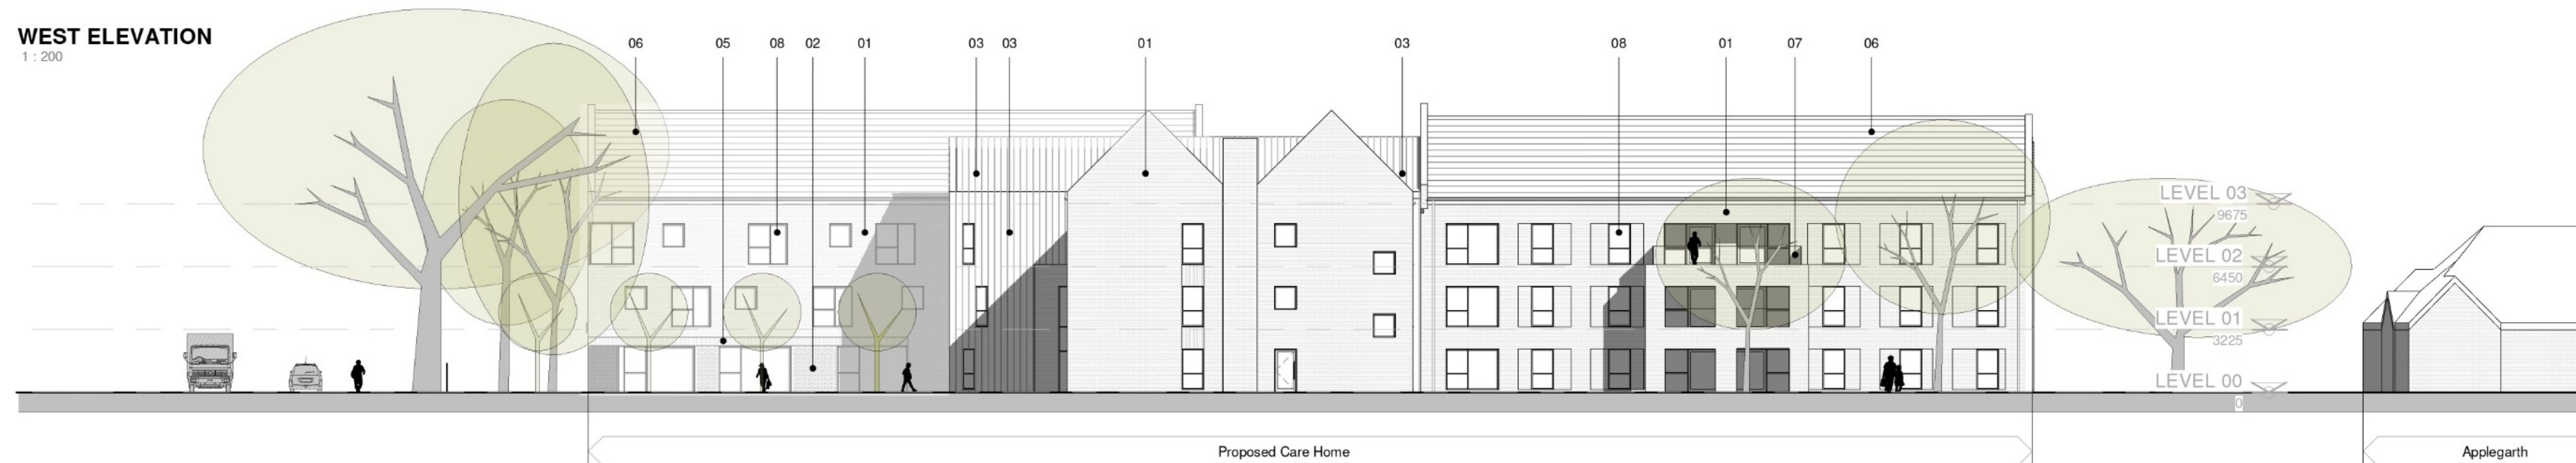 WEST ELEVATION
1 : 200
06 05 08 02 01 03 03 01 03 08 01 07 06
LEVEL 03
9675
LEVEL 02
6450
LEVEL 01
3225
LEVEL 00
0
Proposed Care Home Applegarth